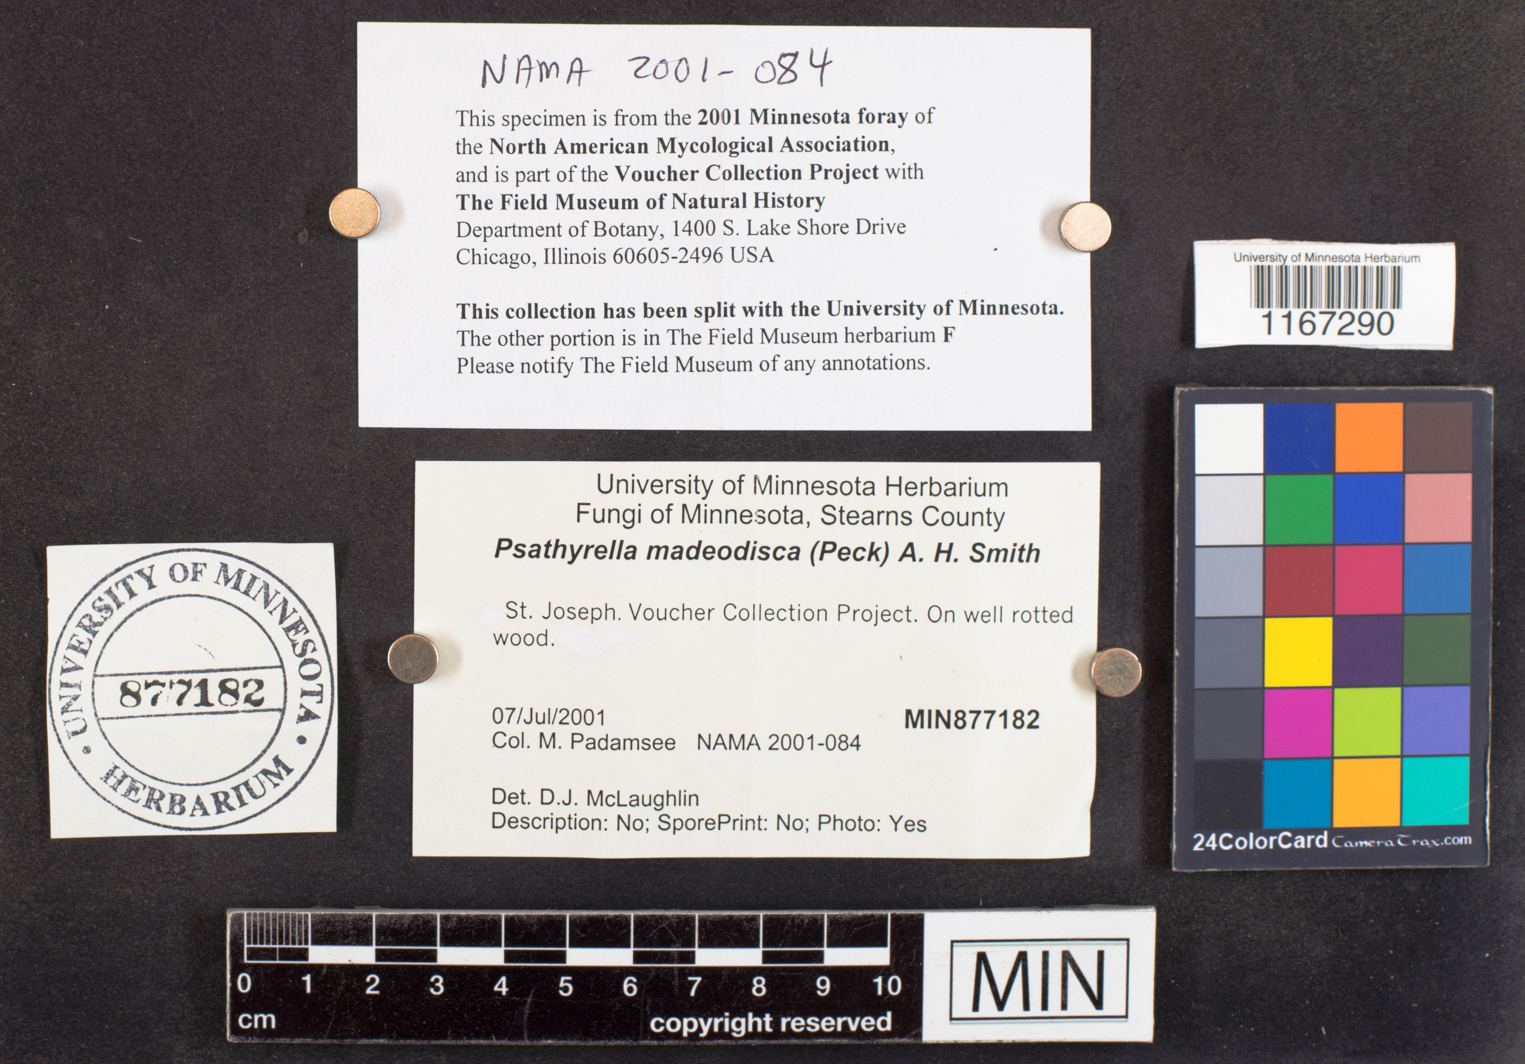 NAMA 2001-084
This specimen is from the 2001 Minnesota foray of
the North American Mycological Association,
and is part of the Voucher Collection Project with
The Field Museum of Natural History
Department of Botany, 1400 S. Lake Shore Drive
Chicago, Illinois 60605-2496 USA
This collection has been split with the University of Minnesota.
The other portion is in The Field Museum herbarium F
Please notify The Field Museum of any annotations.
University of Minnesota Herbarium
1167290
University of Minnesota Herbarium
Fungi of Minnesota, Stearns County
Psathyrella madeodisca (Peck) A. H. Smith
St. Joseph. Voucher Collection Project. On well rotted
wood.
07/Jul/2001
MIN877182
Col. M. Padamsee NAMA 2001-084
Det. D.J. McLaughlin
Description: No; SporePrint: No; Photo: Yes
UNIVERSITY OF MINNESOTA
877182
• HERBARIUM •
24ColorCard CameraTrax.com
0 1 2 3 4 5 6 7 8 9 10
cm
copyright reserved
MIN